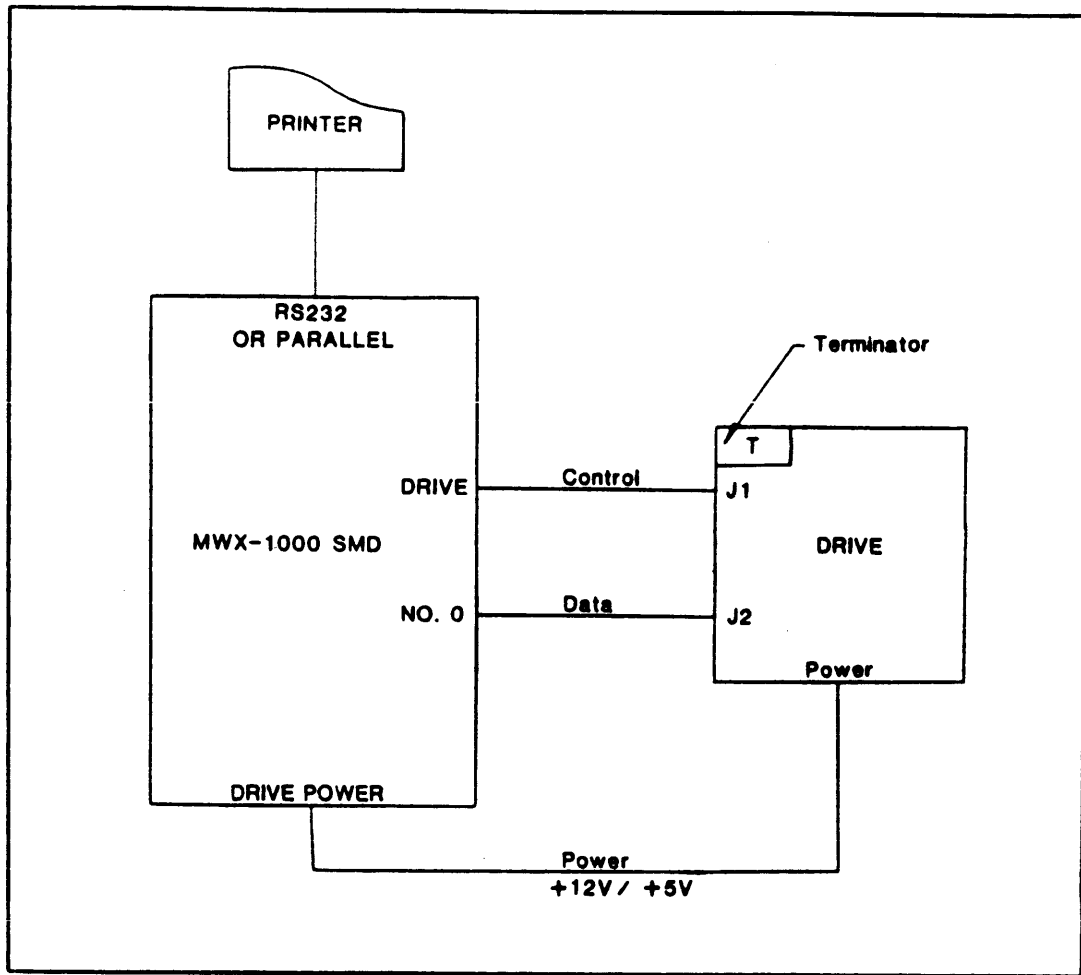 PRINTER
RS232
OR PARALLEL
Terminator
T
DRIVE
Control
J1
MWX-1000 SMD
DRIVE
NO. 0
Data
J2
Power
DRIVE POWER
Power
+12V/ +5V